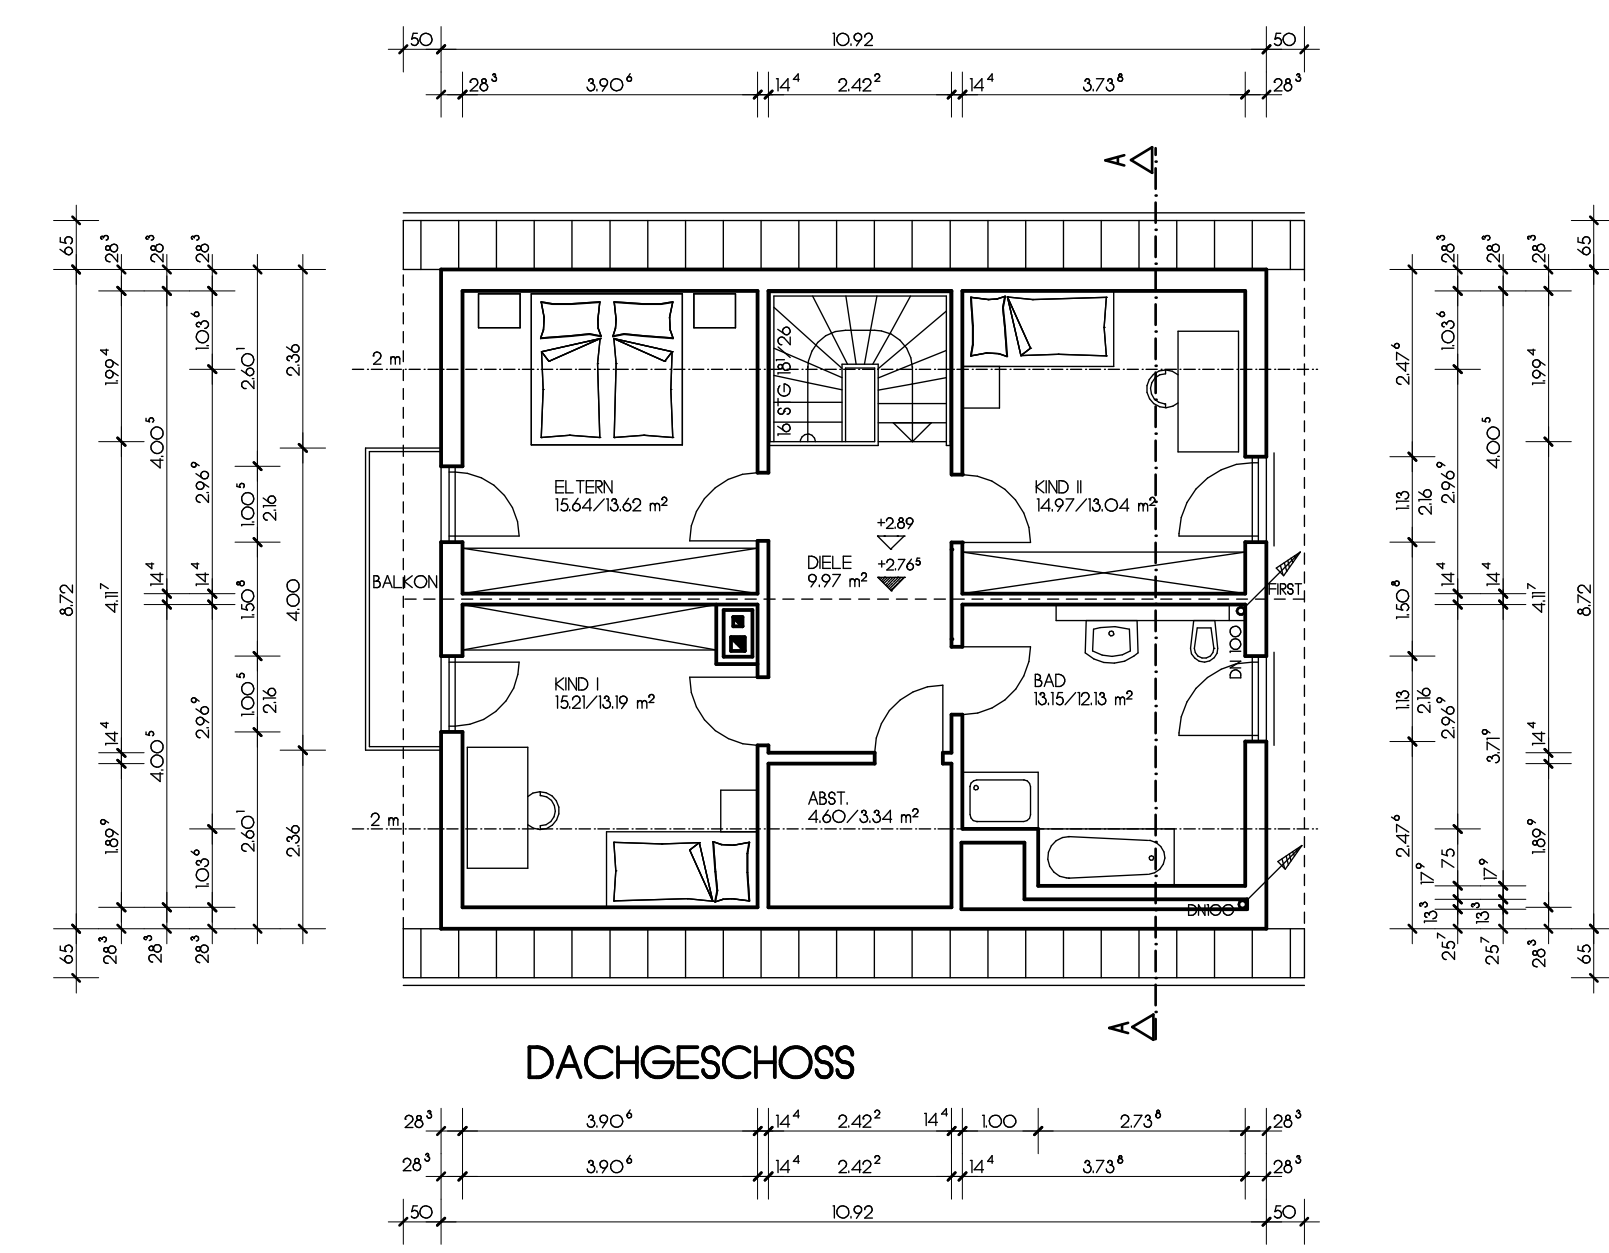 50 10.92 50
28³ 3.90⁶ 14⁴ 2.42² 14⁴ 3.73⁸ 28³
A
65 28³ 28³ 28³
28³ 28³ 28³ 65
1.99⁴ 4.00⁵ 1.03⁶ 2.60¹ 2.36
2 m
16 STG 18¹/26
2.47⁶ 1.03⁶ 4.00⁵ 1.99⁴
2.96⁹ 1.00⁵ 2.16
ELTERN
15.64/13.62 m²
KIND II
14.97/13.04 m²
1.13 2.16 2.96⁹
+2.89
DIELE
9.97 m²
+2.76⁵
BALKON
FIRST
8.72 4.11⁷ 14⁴ 14⁴ 1.50⁸ 4.00
1.50⁸ 14⁴ 14⁴ 4.11⁷ 8.72
DN 100
KIND I
15.21/13.19 m²
BAD
13.15/12.13 m²
14⁴ 4.00⁵ 2.96⁹ 1.00⁵ 2.16
1.13 2.16 2.96⁹ 3.71⁹ 14⁴
ABST.
4.60/3.34 m²
2 m
1.89⁹ 1.03⁶ 2.60¹ 2.36
2.47⁶ 75 1.89⁹
17⁹ 17⁹
13³ 13³
DN100
65 28³ 28³ 28³
25⁷ 25⁷ 28³ 65
A
DACHGESCHOSS
28³ 3.90⁶ 14⁴ 2.42² 14⁴ 1.00 2.73⁸ 28³
28³ 3.90⁶ 14⁴ 2.42² 14⁴ 3.73⁸ 28³
50 10.92 50